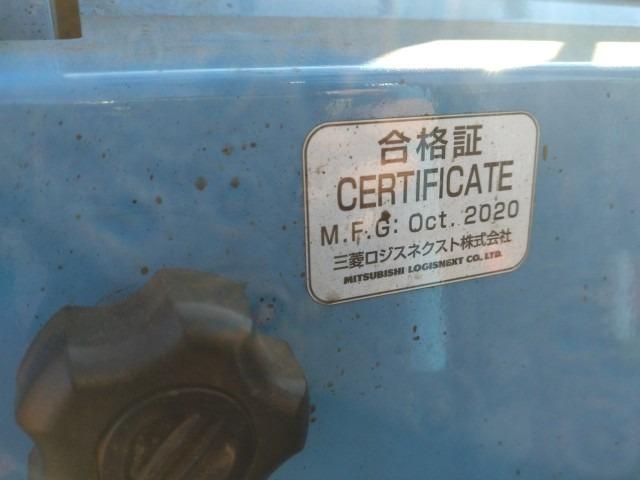 合格証
CERTIFICATE
M.F.G: Oct. 2020
三菱ロジスネクスト株式会社
MITSUBISHI LOGISNEXT CO., LTD.